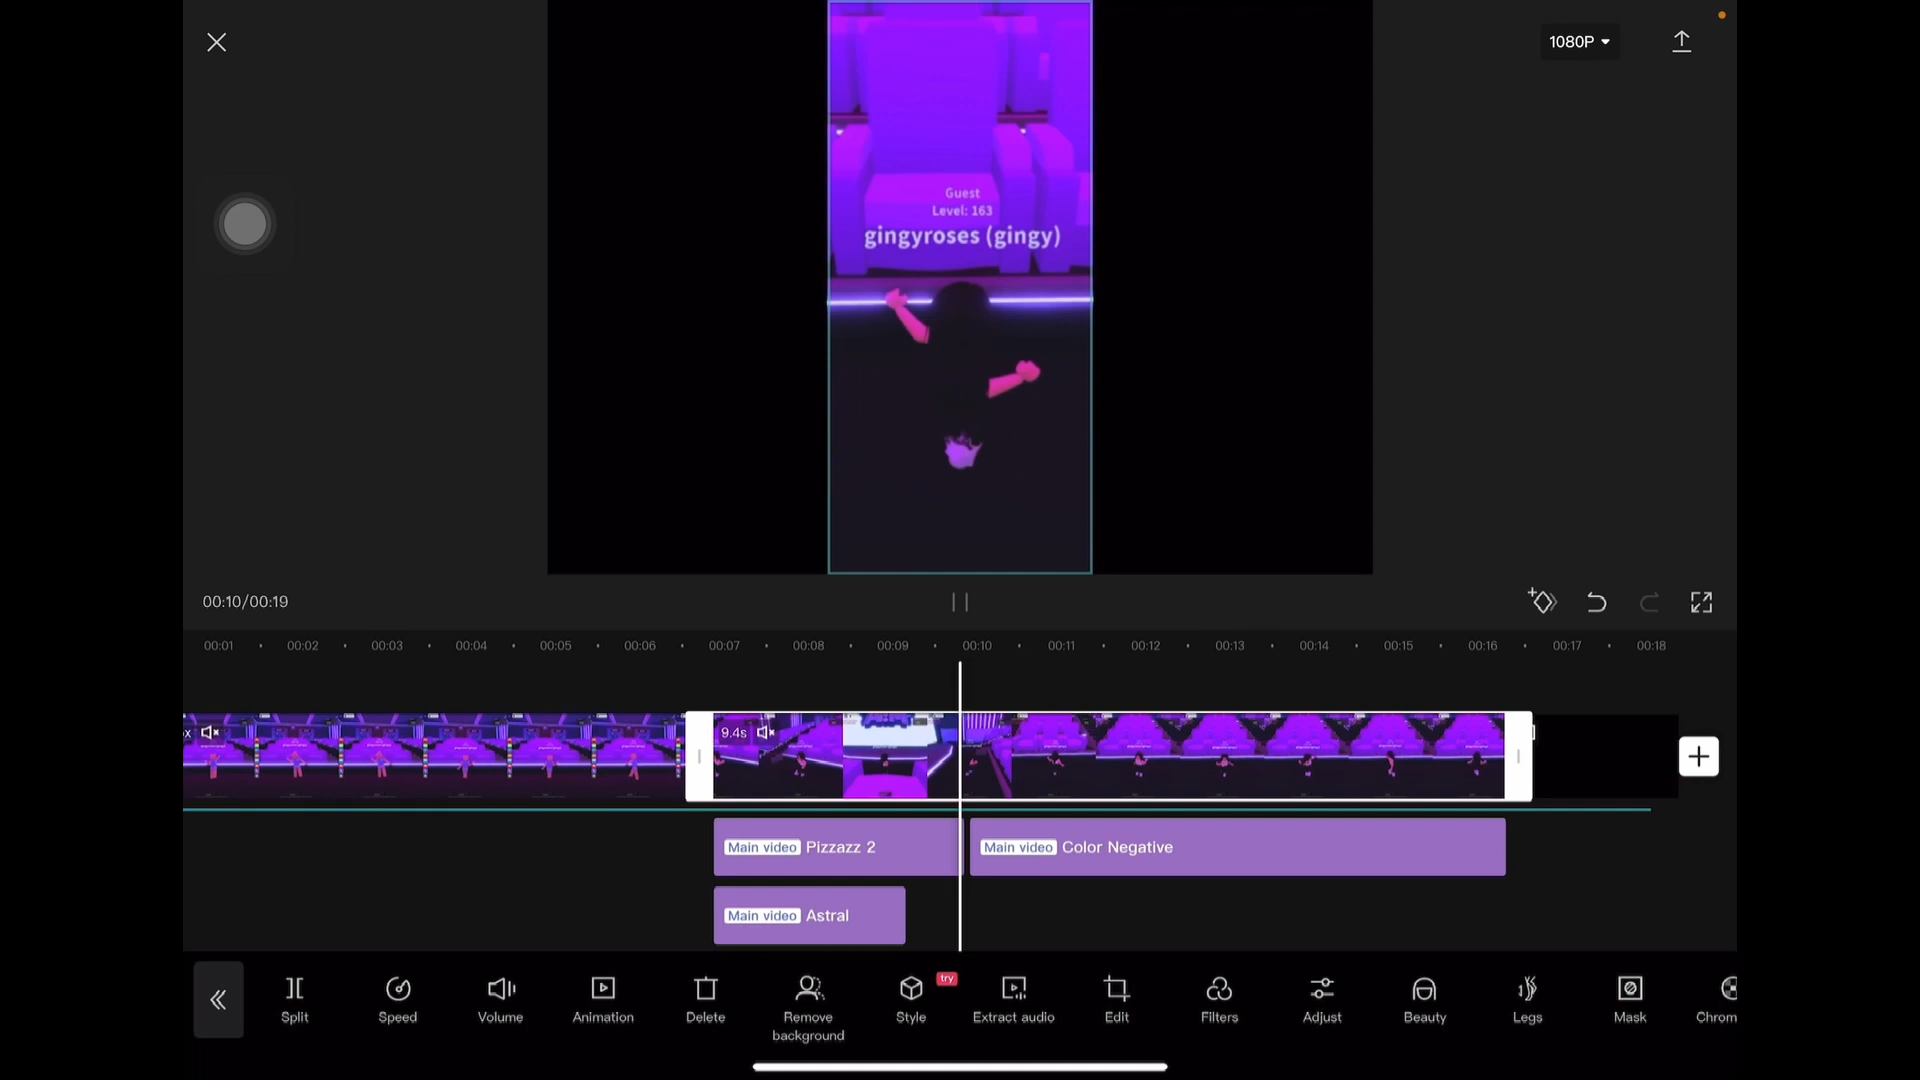 1080P
Guest
Level: 163
gingyroses (gingy)
00:10/00:19
00:01 00:02 00:03 00:04 00:05 00:06 00:07 00:08 00:09 00:10 00:11 00:12 00:13 00:14 00:15 00:16 00:17 00:18
x 9.4s
Main video Pizzazz 2 Main video Color Negative
Main video Astral
try
Split Speed Volume Animation Delete Remove background Style Extract audio Edit Filters Adjust Beauty Legs Mask Chrom